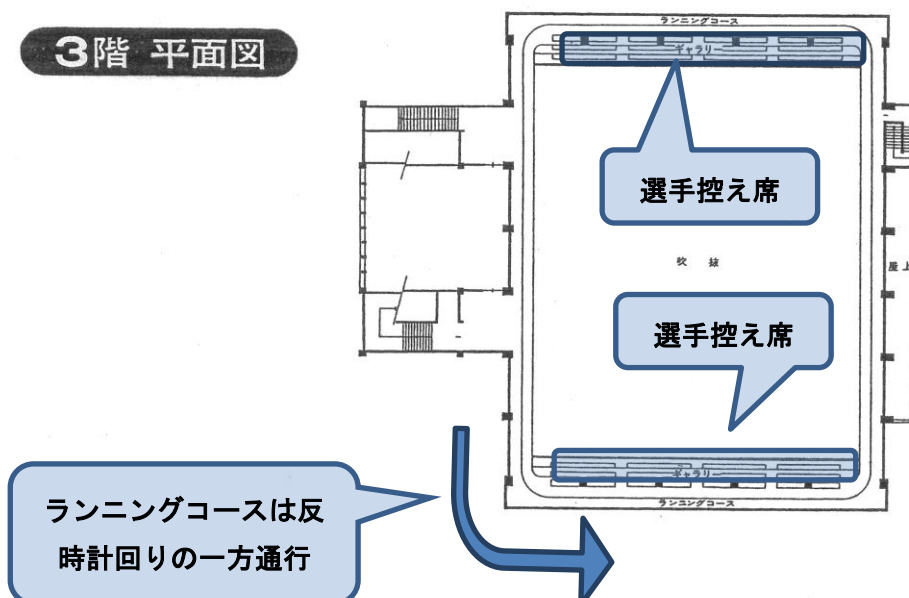 3階 平面図
ランニングコース
ギャラリー
選手控え席
吹 抜
屋上
選手控え席
ギャラリー
ランニングコース
ランニングコースは反
時計回りの一方通行